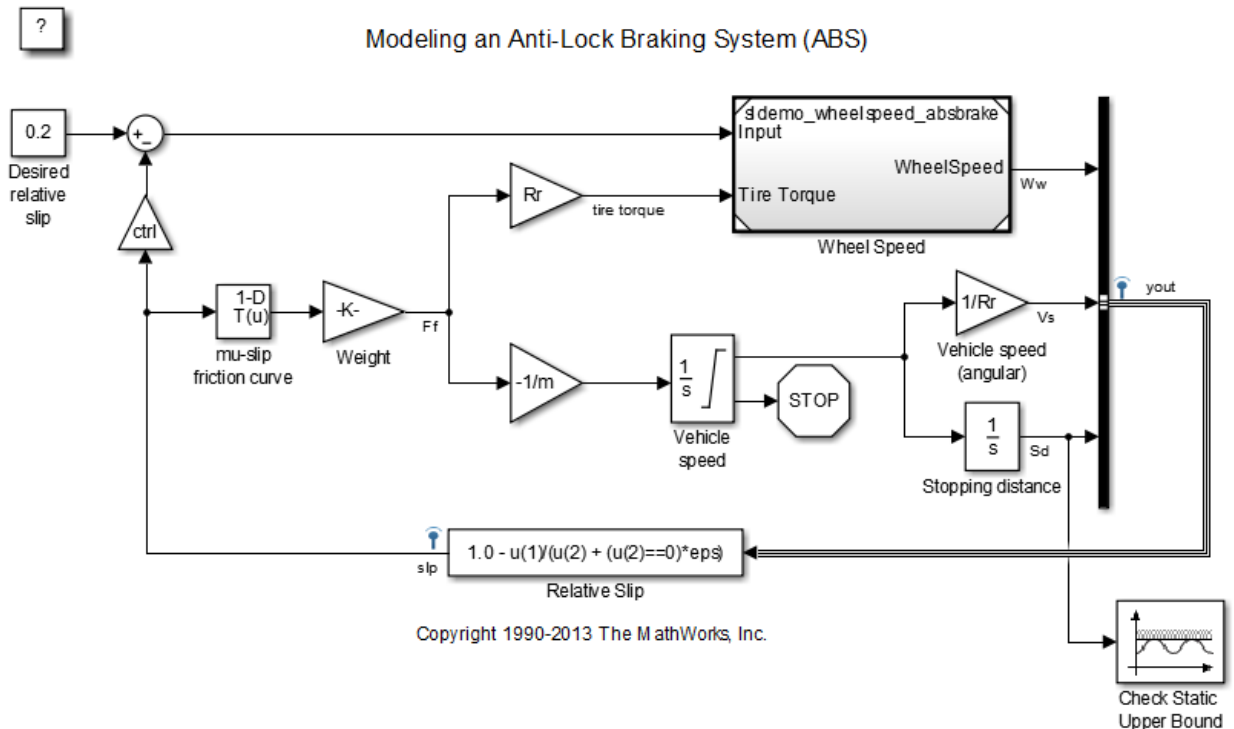 ?
Modeling an Anti-Lock Braking System (ABS)
0.2
Desired
relative
slip
+
−
ctrl
1-D
T(u)
mu-slip
friction curve
-K-
Weight
Ff
Rr
tire torque
sldemo_wheelspeed_absbrake
Input
Tire Torque
WheelSpeed
Wheel Speed
Ww
-1/m
1
s
Vehicle
speed
STOP
1/Rr
Vehicle speed
(angular)
Vs
1
s
Stopping distance
Sd
yout
1.0 - u(1)/(u(2) + (u(2)==0)*eps)
Relative Slip
slp
Copyright 1990-2013 The MathWorks, Inc.
Check Static
Upper Bound